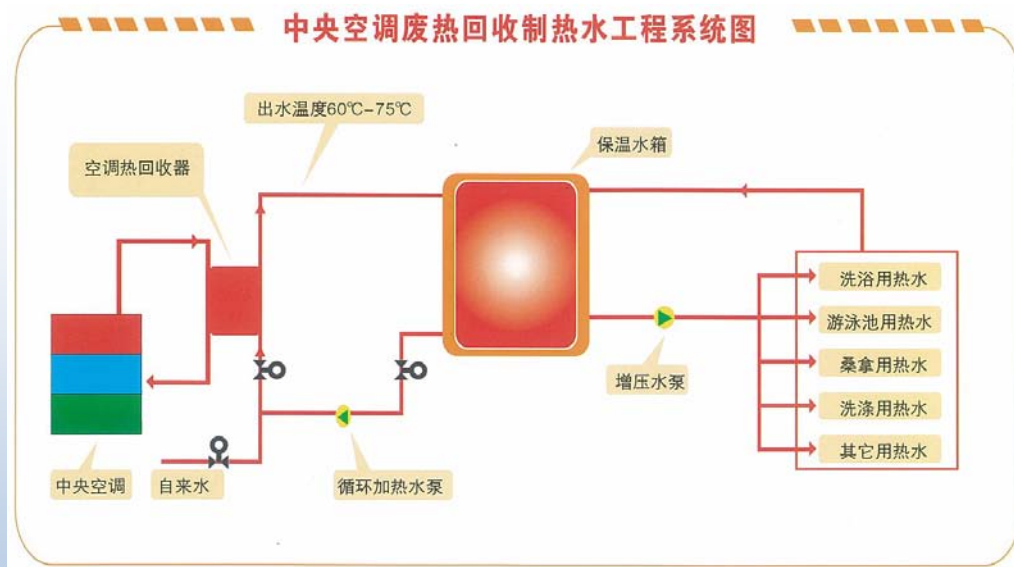 中央空调废热回收制热水工程系统图
出水温度60℃-75℃
保温水箱
空调热回收器
洗浴用热水
游泳池用热水
桑拿用热水
洗涤用热水
其它用热水
增压水泵
中央空调
自来水
循环加热水泵